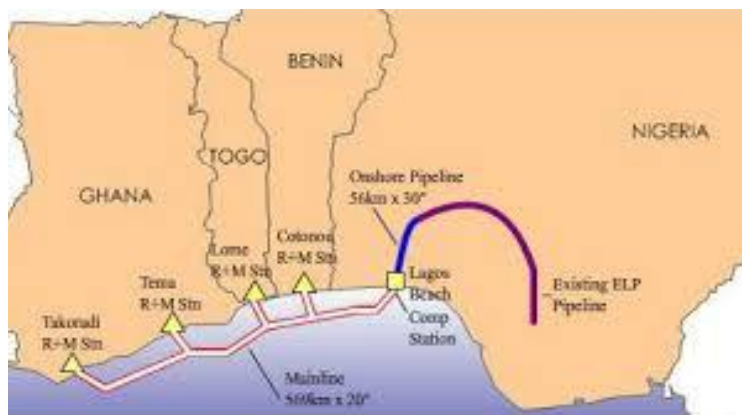 BENIN
NIGERIA
TOGO
GHANA
Onshore Pipeline
56km x 30"
Cotonou
R+M Stn
Lome
R+M Stn
Tema
R+M Stn
Takoradi
R+M Stn
Lagos
Beach
Comp
Station
Existing ELP
Pipeline
Mainline
569km x 20"